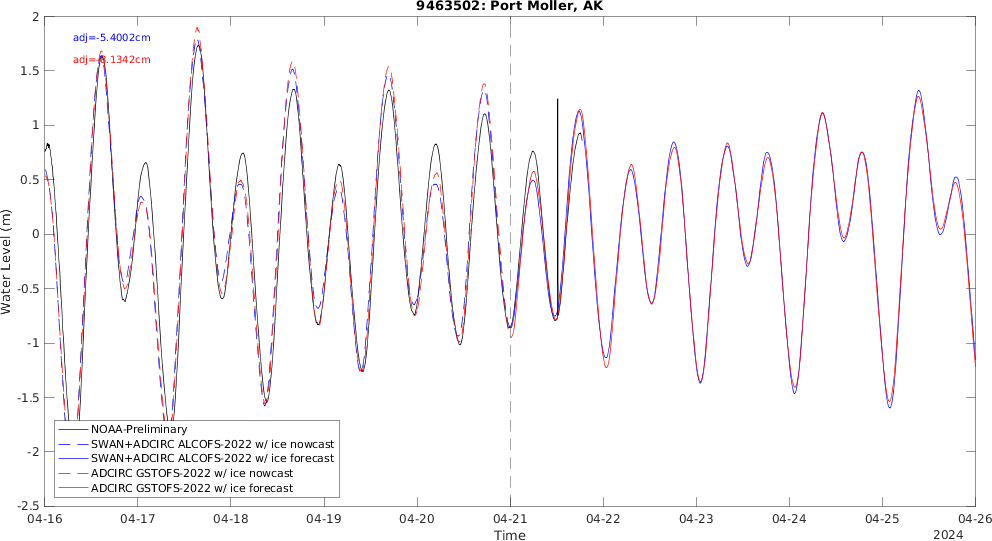 9463502: Port Moller, AK
adj=-5.4002cm
2
1.5
1
0.5
0
-0.5
-1
-1.5
-2
-2.5
Water Level (m)
NOAA-Preliminary
SWAN+ADCIRC ALCOFS-2022 w/ ice nowcast
SWAN+ADCIRC ALCOFS-2022 w/ ice forecast
ADCIRC GSTOFS-2022 w/ ice nowcast
ADCIRC GSTOFS-2022 w/ ice forecast
04-16 04-17 04-18 04-19 04-20 04-21 04-22 04-23 04-24 04-25 04-26
Time
2024